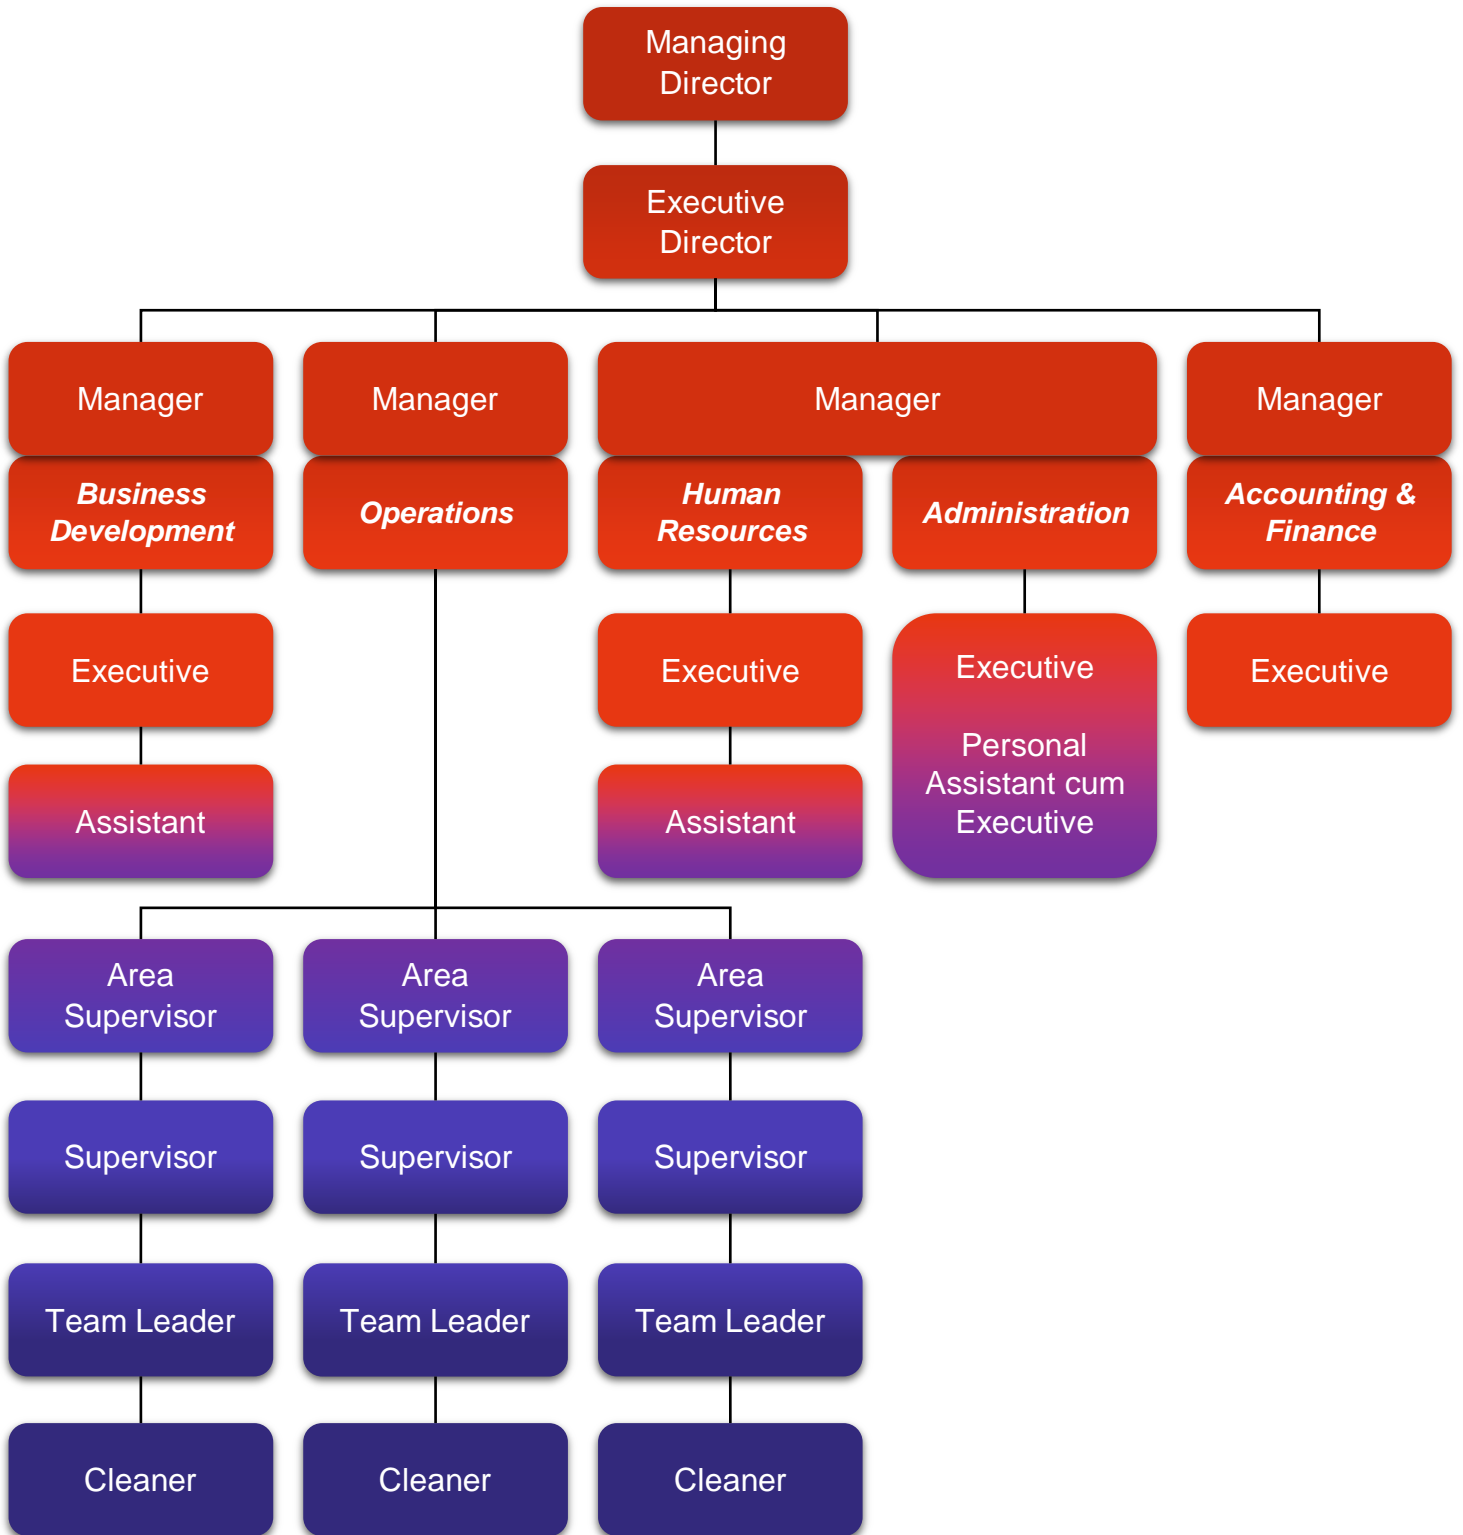 Managing
Director
Executive
Director
Manager
Manager
Manager
Manager
Business
Development
Operations
Human
Resources
Administration
Accounting &
Finance
Executive
Executive
Executive
Personal
Assistant cum
Executive
Executive
Assistant
Assistant
Area
Supervisor
Area
Supervisor
Area
Supervisor
Supervisor
Supervisor
Supervisor
Team Leader
Team Leader
Team Leader
Cleaner
Cleaner
Cleaner